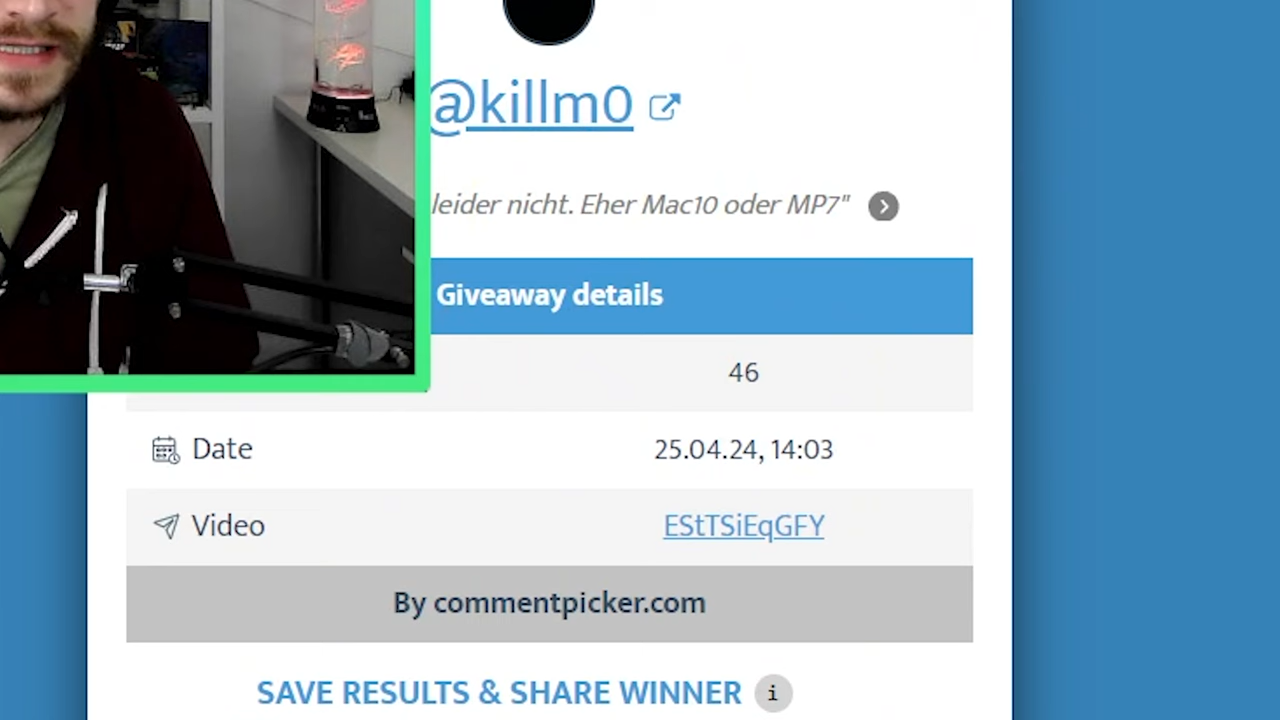 @killm0
leider nicht. Eher Mac10 oder MP7"
Giveaway details
46
Date 25.04.24, 14:03
Video EStTSiEqGFY
By commentpicker.com
SAVE RESULTS & SHARE WINNER i